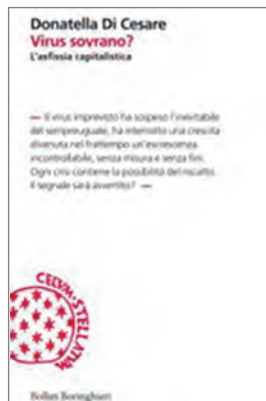 Donatella Di Cesare
Virus sovrano?
L'asfissia capitalistica
— Il virus imprevisto ha sospeso l'inevitabile
del sempreuguale, ha interrotto una crescita
divenuta nel frattempo un'escrescenza
incontrollabile, senza misura e senza fini.
Ogni crisi contiene la possibilità del riscatto.
Il segnale sarà avvertito? —
CELVM STELLATVM
Bollati Boringhieri